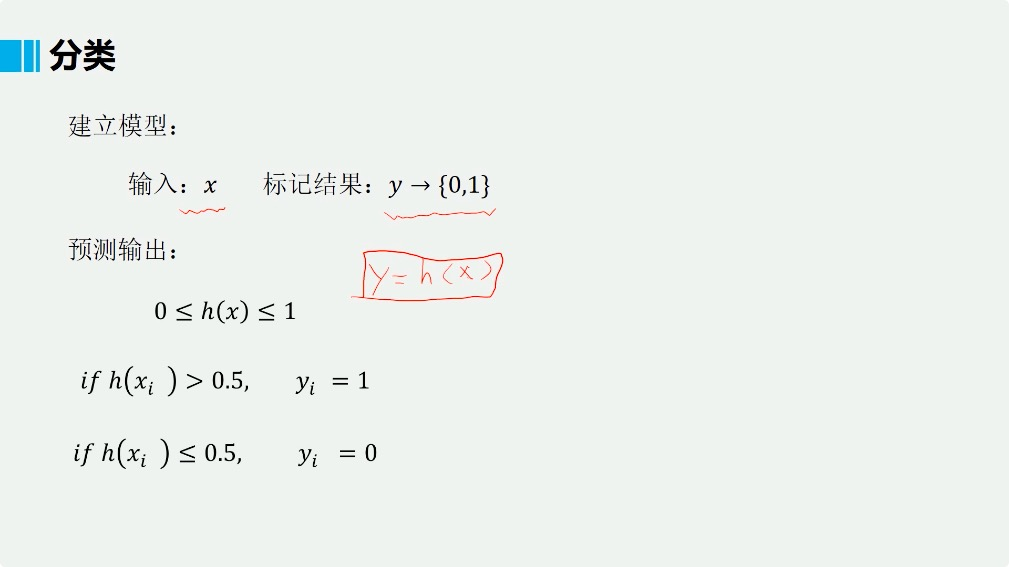 分类
建立模型：
输入：x 标记结果：y → {0,1}
预测输出：
y = h(x)
0 ≤ h(x) ≤ 1
if h(xᵢ ) > 0.5, yᵢ = 1
if h(xᵢ ) ≤ 0.5, yᵢ = 0